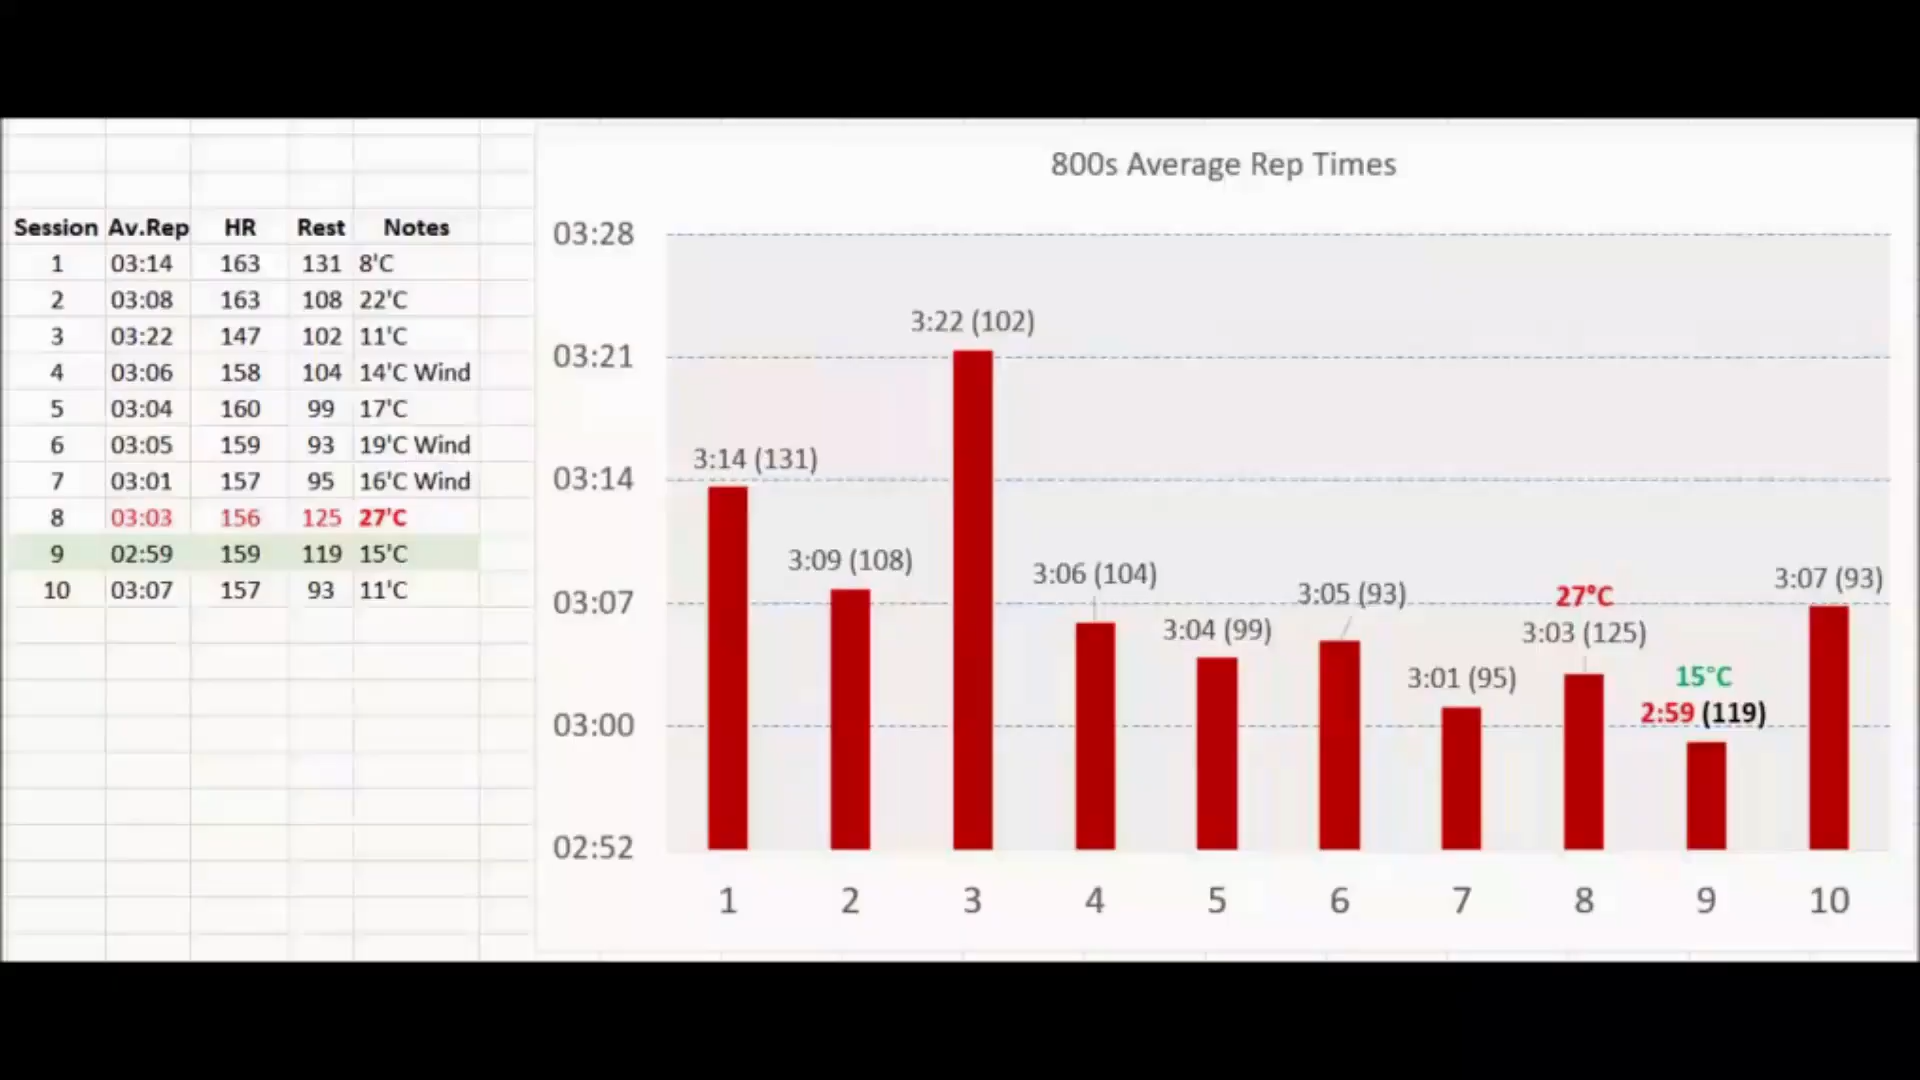 Session Av.Rep HR Rest Notes
1 03:14 163 131 8'C
2 03:08 163 108 22'C
3 03:22 147 102 11'C
4 03:06 158 104 14'C Wind
5 03:04 160 99 17'C
6 03:05 159 93 19'C Wind
7 03:01 157 95 16'C Wind
8 03:03 156 125 27'C
9 02:59 159 119 15'C
10 03:07 157 93 11'C
800s Average Rep Times
03:28
03:21
03:14
03:07
03:00
02:52
3:14 (131)
3:09 (108)
3:22 (102)
3:06 (104)
3:04 (99)
3:05 (93)
3:01 (95)
27°C
3:03 (125)
15°C
2:59 (119)
3:07 (93)
1 2 3 4 5 6 7 8 9 10